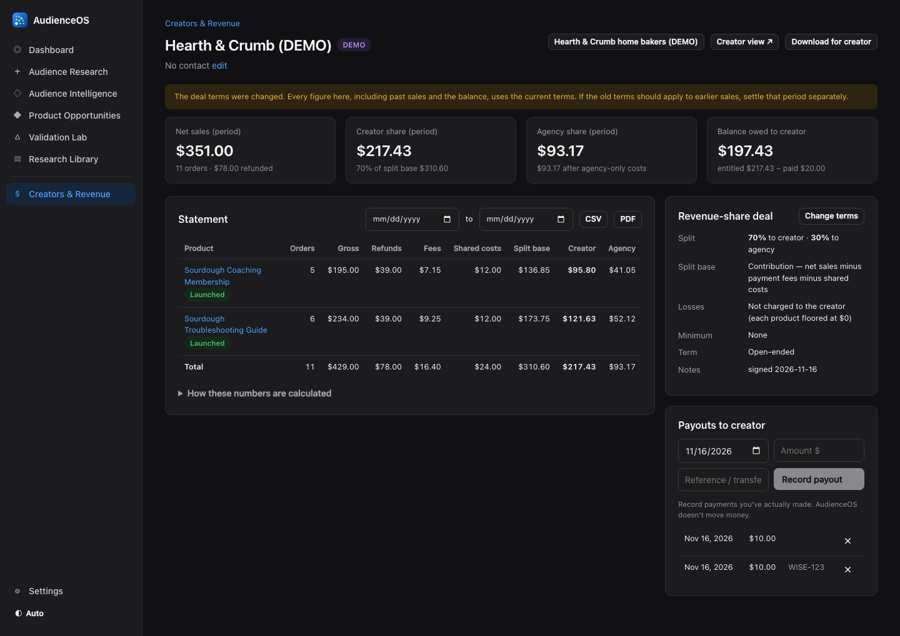 AudienceOS
Dashboard
Audience Research
Audience Intelligence
Product Opportunities
Validation Lab
Research Library
$ Creators & Revenue
Settings
Auto
Creators & Revenue
Hearth & Crumb (DEMO) DEMO
No contact edit
Hearth & Crumb home bakers (DEMO) Creator view ↗ Download for creator
The deal terms were changed. Every figure here, including past sales and the balance, uses the current terms. If the old terms should apply to earlier sales, settle that period separately.
Net sales (period)
$351.00
11 orders · $78.00 refunded
Creator share (period)
$217.43
70% of split base $310.60
Agency share (period)
$93.17
$93.17 after agency-only costs
Balance owed to creator
$197.43
entitled $217.43 – paid $20.00
Statement mm/dd/yyyy to mm/dd/yyyy CSV PDF
Product Orders Gross Refunds Fees Shared costs Split base Creator Agency
Sourdough Coaching 5 $195.00 $39.00 $7.15 $12.00 $136.85 $95.80 $41.05
Membership
Launched
Sourdough 6 $234.00 $39.00 $9.25 $12.00 $173.75 $121.63 $52.12
Troubleshooting Guide
Launched
Total 11 $429.00 $78.00 $16.40 $24.00 $310.60 $217.43 $93.17
How these numbers are calculated
Revenue-share deal Change terms
Split 70% to creator · 30% to
agency
Split base Contribution — net sales minus
payment fees minus shared
costs
Losses Not charged to the creator
(each product floored at $0)
Minimum None
Term Open-ended
Notes signed 2026-11-16
Payouts to creator
11/16/2026 Amount $
Reference / transfe Record payout
Record payments you've actually made. AudienceOS
doesn't move money.
Nov 16, 2026 $10.00 ✕
Nov 16, 2026 $10.00 WISE-123 ✕